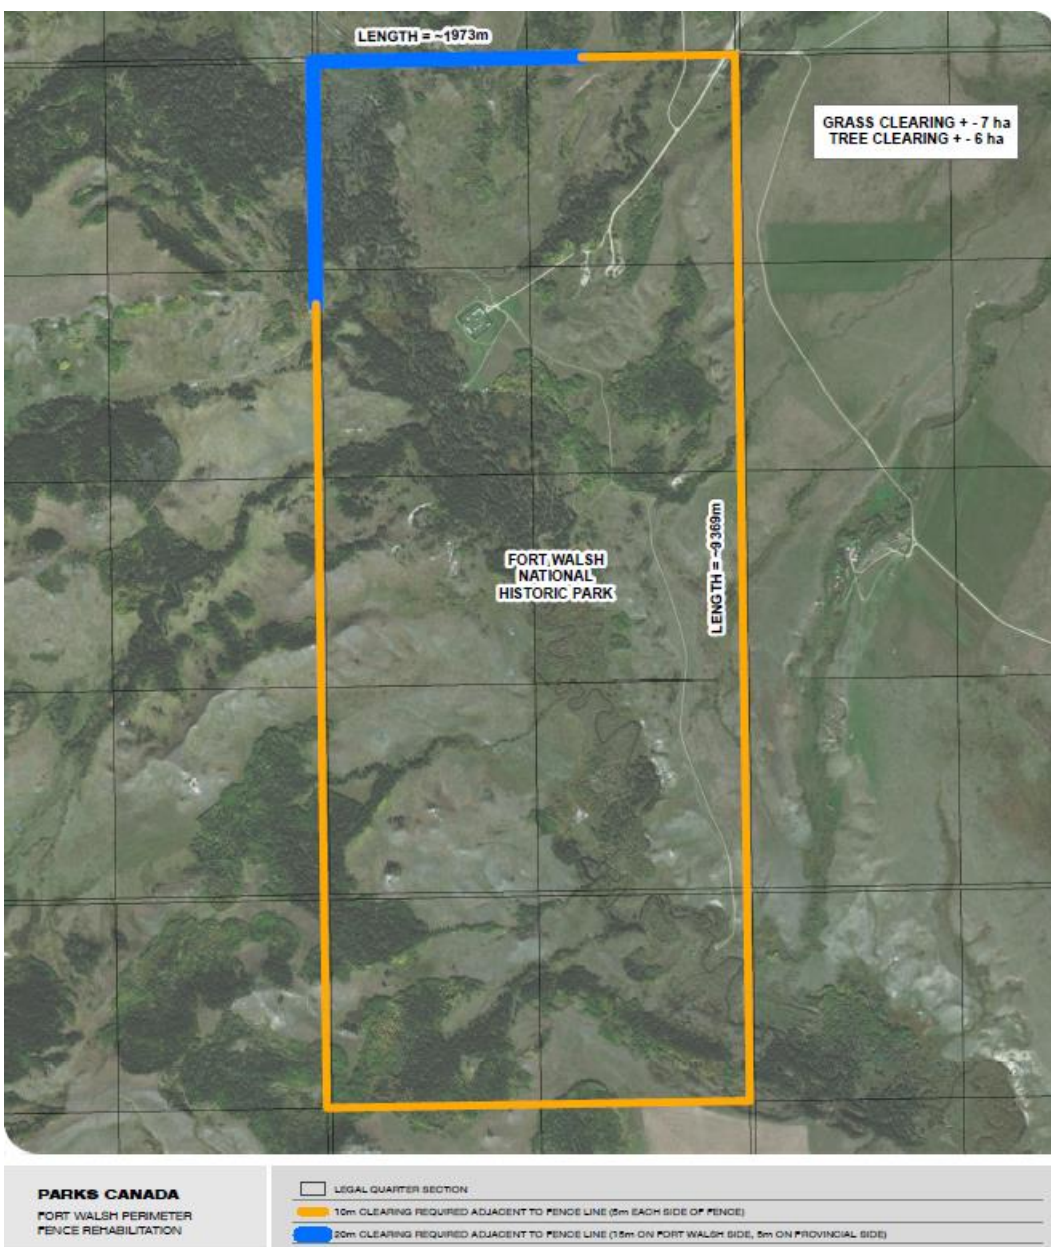 LENGTH = ~1973m
GRASS CLEARING + - 7 ha
TREE CLEARING + - 6 ha
FORT WALSH
NATIONAL
HISTORIC PARK
LENGTH = ~9369m
PARKS CANADA
FORT WALSH PERIMETER
FENCE REHABILITATION
LEGAL QUARTER SECTION
10m CLEARING REQUIRED ADJACENT TO FENCE LINE (5m EACH SIDE OF FENCE)
20m CLEARING REQUIRED ADJACENT TO FENCE LINE (15m ON FORT WALSH SIDE, 5m ON PROVINCIAL SIDE)